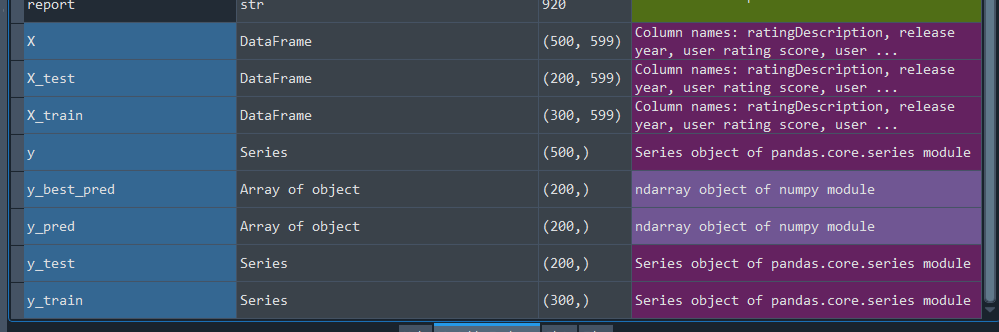 report str 920
X DataFrame (500, 599) Column names: ratingDescription, release
year, user rating score, user ...
X_test DataFrame (200, 599) Column names: ratingDescription, release
year, user rating score, user ...
X_train DataFrame (300, 599) Column names: ratingDescription, release
year, user rating score, user ...
y Series (500,) Series object of pandas.core.series module
y_best_pred Array of object (200,) ndarray object of numpy module
y_pred Array of object (200,) ndarray object of numpy module
y_test Series (200,) Series object of pandas.core.series module
y_train Series (300,) Series object of pandas.core.series module